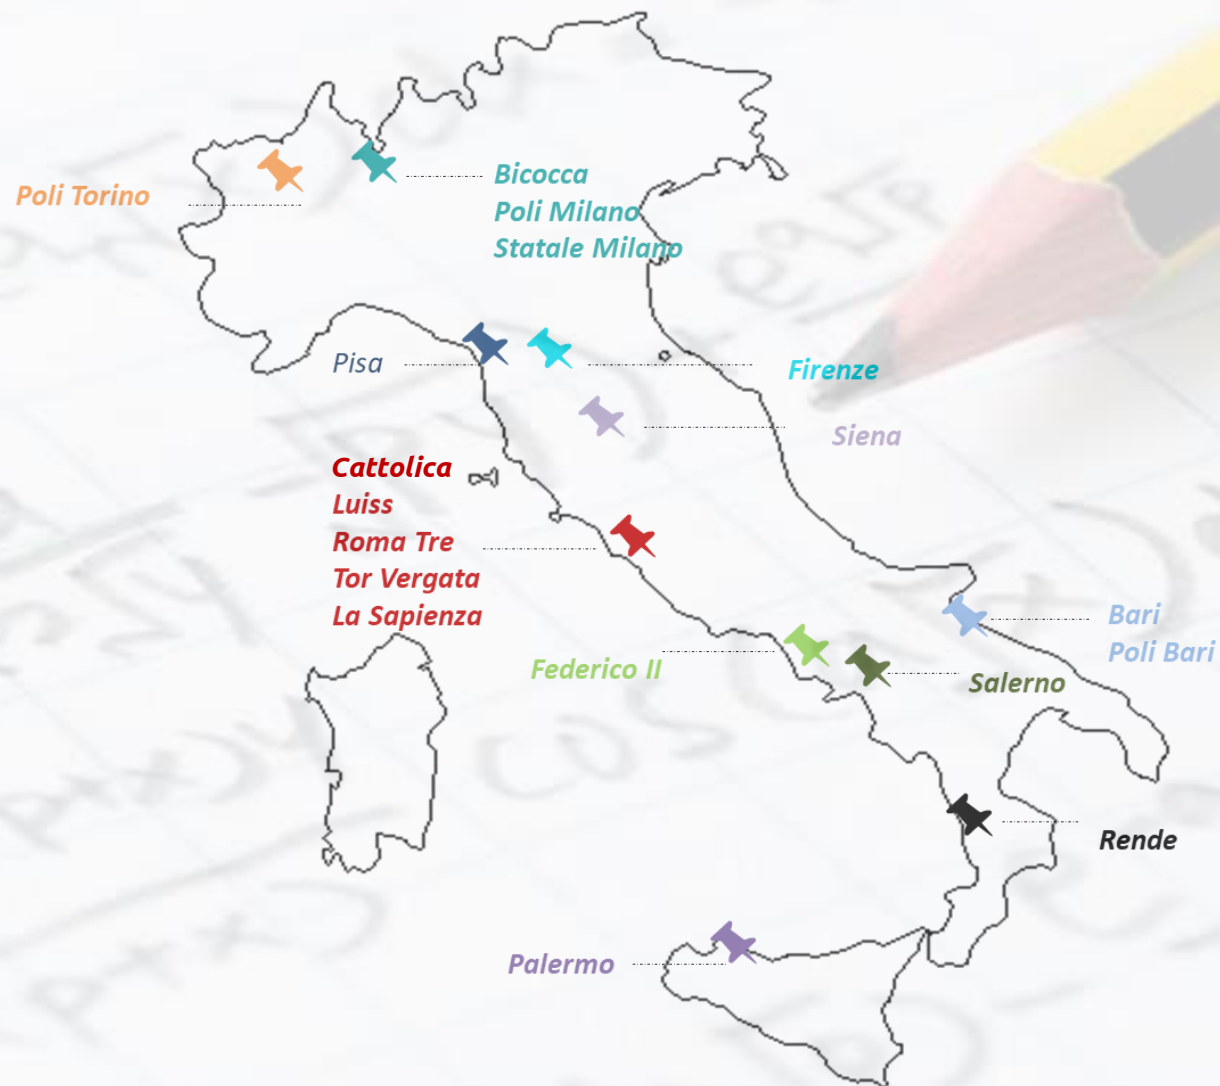 Poli Torino
Bicocca
Poli Milano
Statale Milano
Pisa
Firenze
Siena
Cattolica
Luiss
Roma Tre
Tor Vergata
La Sapienza
Bari
Poli Bari
Federico II
Salerno
Rende
Palermo
cos